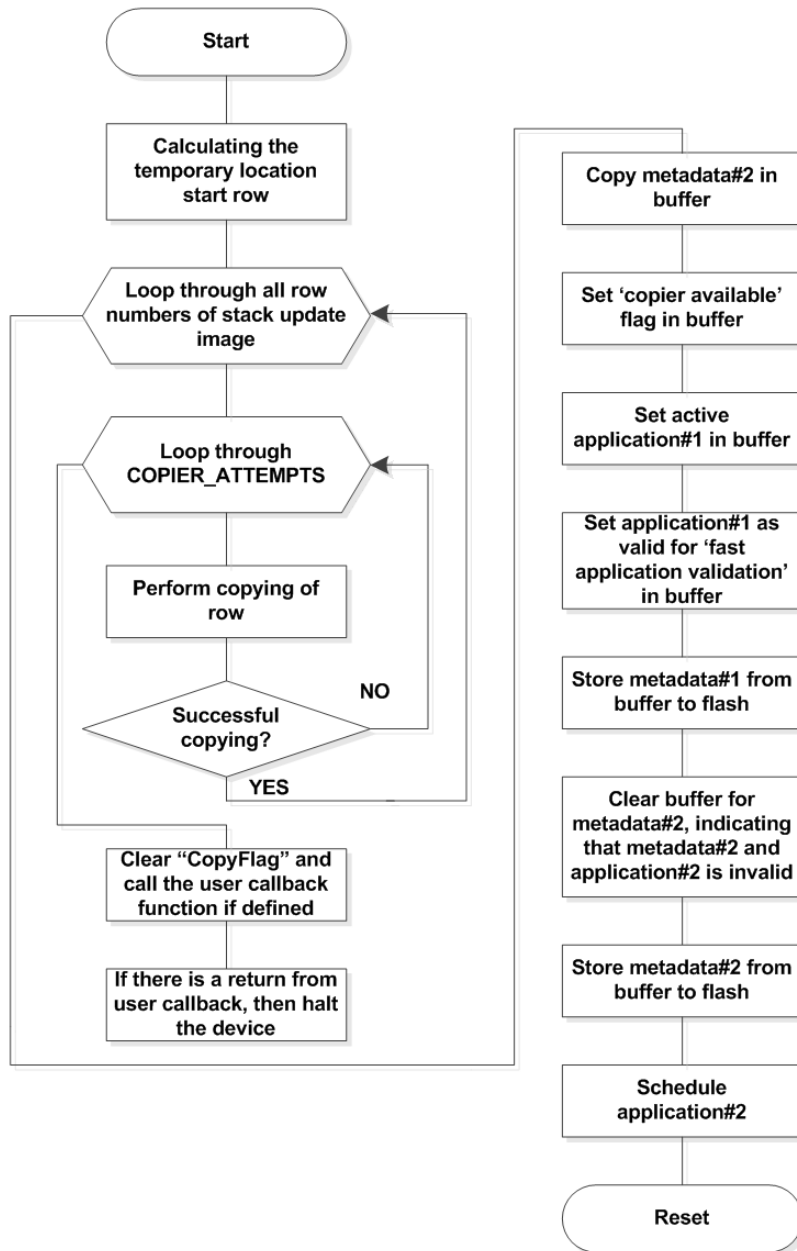 Start
Calculating the
temporary location
start row
Loop through all row
numbers of stack update
image
Loop through
COPIER_ATTEMPTS
Perform copying of
row
NO
Successful
copying?
YES
Clear “CopyFlag” and
call the user callback
function if defined
If there is a return from
user callback, then halt
the device
Copy metadata#2 in
buffer
Set ‘copier available’
flag in buffer
Set active
application#1 in buffer
Set application#1 as
valid for ‘fast
application validation’
in buffer
Store metadata#1 from
buffer to flash
Clear buffer for
metadata#2, indicating
that metadata#2 and
application#2 is invalid
Store metadata#2 from
buffer to flash
Schedule
application#2
Reset